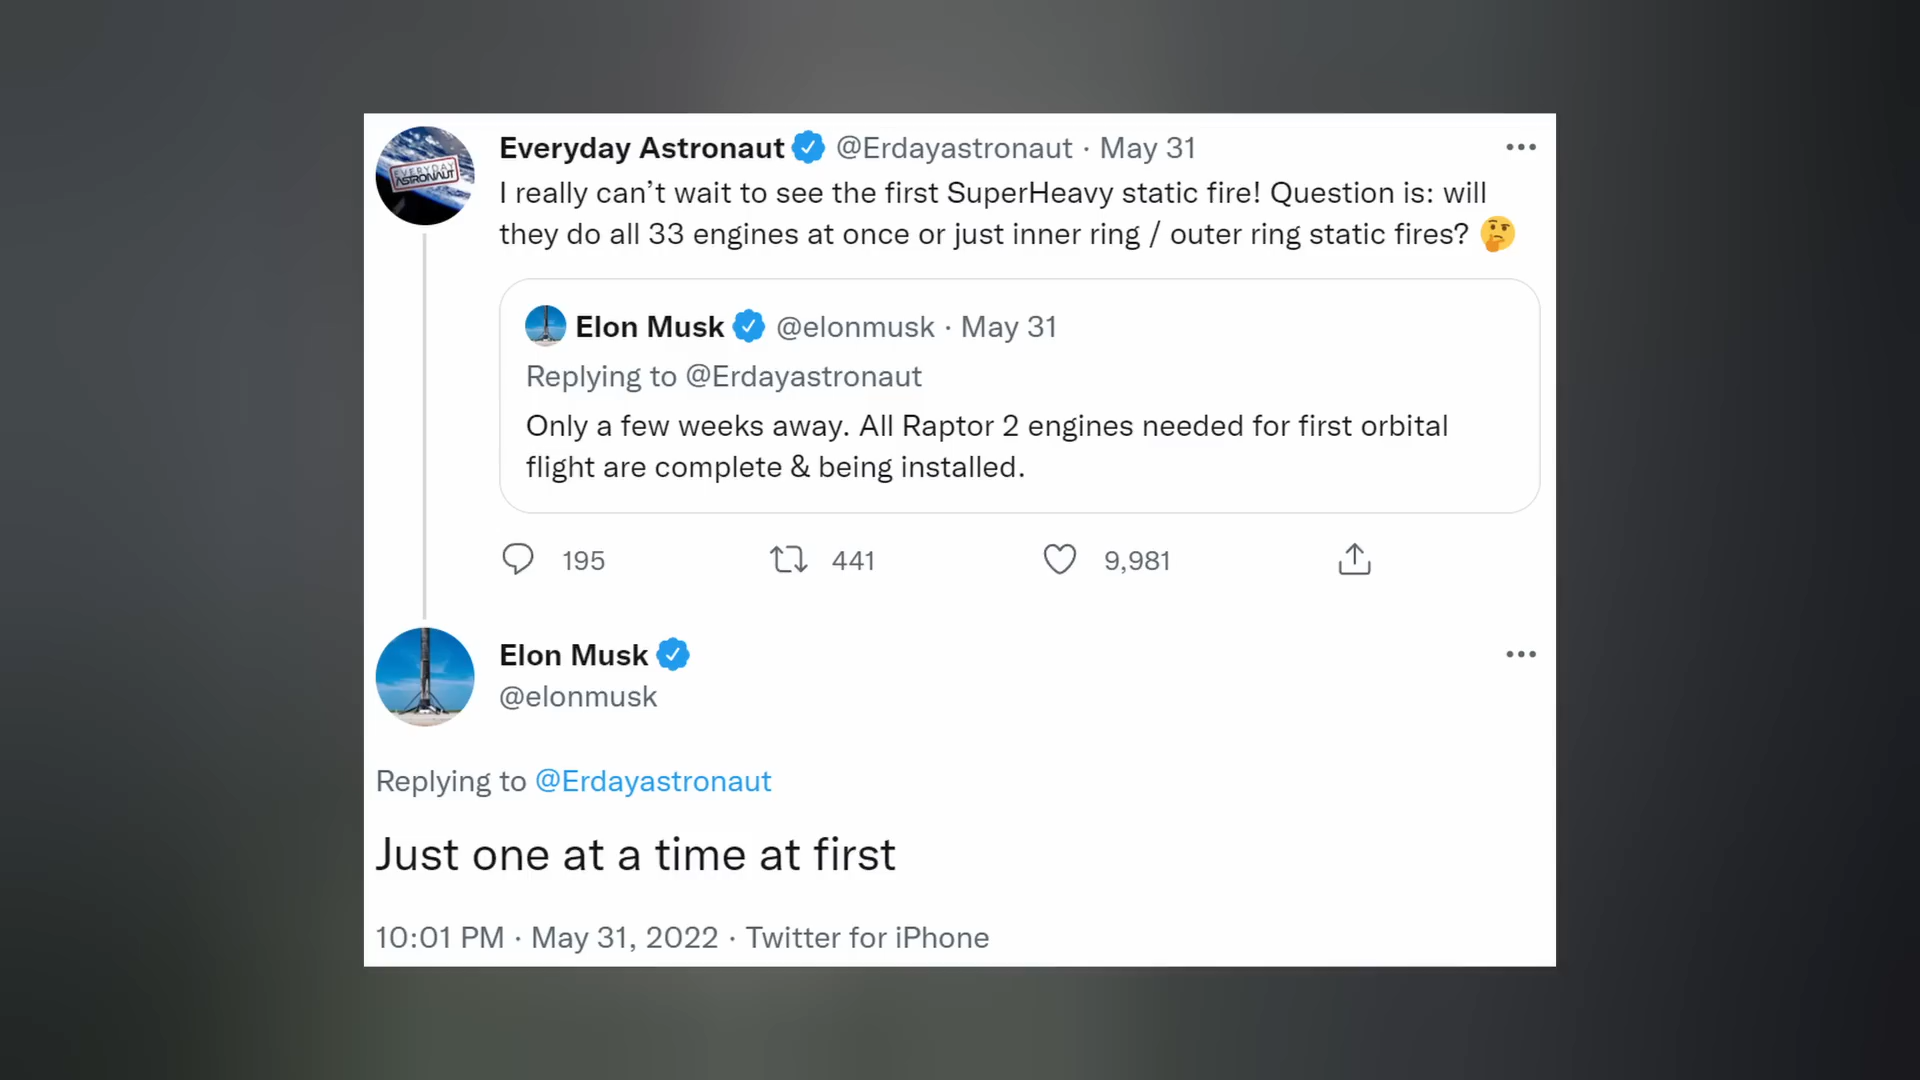 Everyday Astronaut @Erdayastronaut · May 31
I really can’t wait to see the first SuperHeavy static fire! Question is: will
they do all 33 engines at once or just inner ring / outer ring static fires? 🤔
EVERYDAY
ASTRONAUT
Elon Musk @elonmusk · May 31
Replying to @Erdayastronaut
Only a few weeks away. All Raptor 2 engines needed for first orbital
flight are complete & being installed.
195 441 9,981
Elon Musk
@elonmusk
Replying to @Erdayastronaut
Just one at a time at first
10:01 PM · May 31, 2022 · Twitter for iPhone